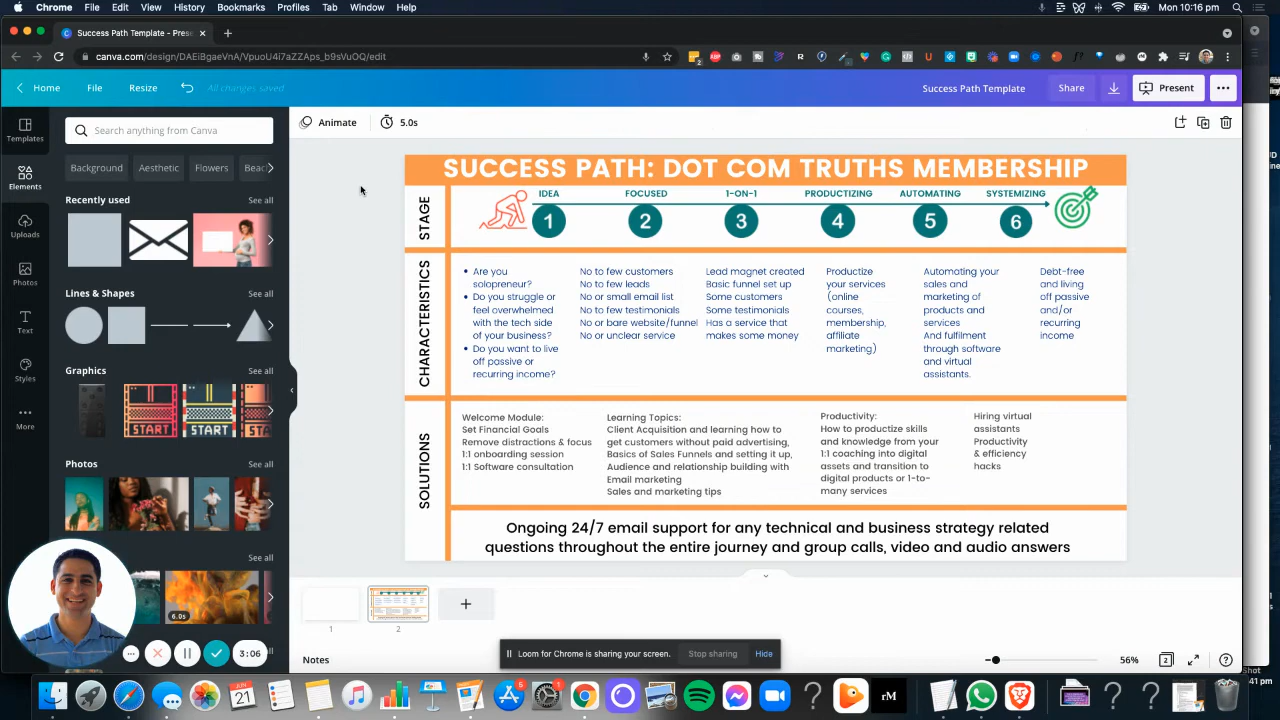 Chrome File Edit View History Bookmarks Profiles Tab Window Help
Mon 10:16 pm
Success Path Template - Prese
canva.com/design/DAEiBgaeVnA/VpuoU4i7aZZAps_b9sVuOQ/edit
Home File Resize All changes saved
Success Path Template Share Present
Templates
Elements
Uploads
Photos
Text
Styles
More
Search anything from Canva
Background Aesthetic Flowers Beac
Recently used See all
Lines & Shapes See all
Graphics See all
START
START
Photos See all
See all
6.0s
3:06
Animate 5.0s
SUCCESS PATH: DOT COM TRUTHS MEMBERSHIP
STAGE
IDEA FOCUSED 1-ON-1 PRODUCTIZING AUTOMATING SYSTEMIZING
1 2 3 4 5 6
CHARACTERISTICS
Are you
solopreneur?
Do you struggle or
feel overwhelmed
with the tech side
of your business?
Do you want to live
off passive or
recurring income?
No to few customers
No to few leads
No or small email list
No to few testimonials
No or bare website/funnel
No or unclear service
Lead magnet created
Basic funnel set up
Some customers
Some testimonials
Has a service that
makes some money
Productize
your services
(online
courses,
membership,
affiliate
marketing)
Automating your
sales and
marketing of
products and
services
And fulfilment
through software
and virtual
assistants.
Debt-free
and living
off passive
and/or
recurring
income
SOLUTIONS
Welcome Module:
Set Financial Goals
Remove distractions & focus
1:1 onboarding session
1:1 Software consultation
Learning Topics:
Client Acquisition and learning how to
get customers without paid advertising,
Basics of Sales Funnels and setting it up,
Audience and relationship building with
Email marketing
Sales and marketing tips
Productivity:
How to productize skills
and knowledge from your
1:1 coaching into digital
assets and transition to
digital products or 1-to-
many services
Hiring virtual
assistants
Productivity
& efficiency
hacks
Ongoing 24/7 email support for any technical and business strategy related
questions throughout the entire journey and group calls, video and audio answers
1 2
Loom for Chrome is sharing your screen. Stop sharing Hide
Notes 56% 2
JUN
21
5
rM
Shot
41 pm